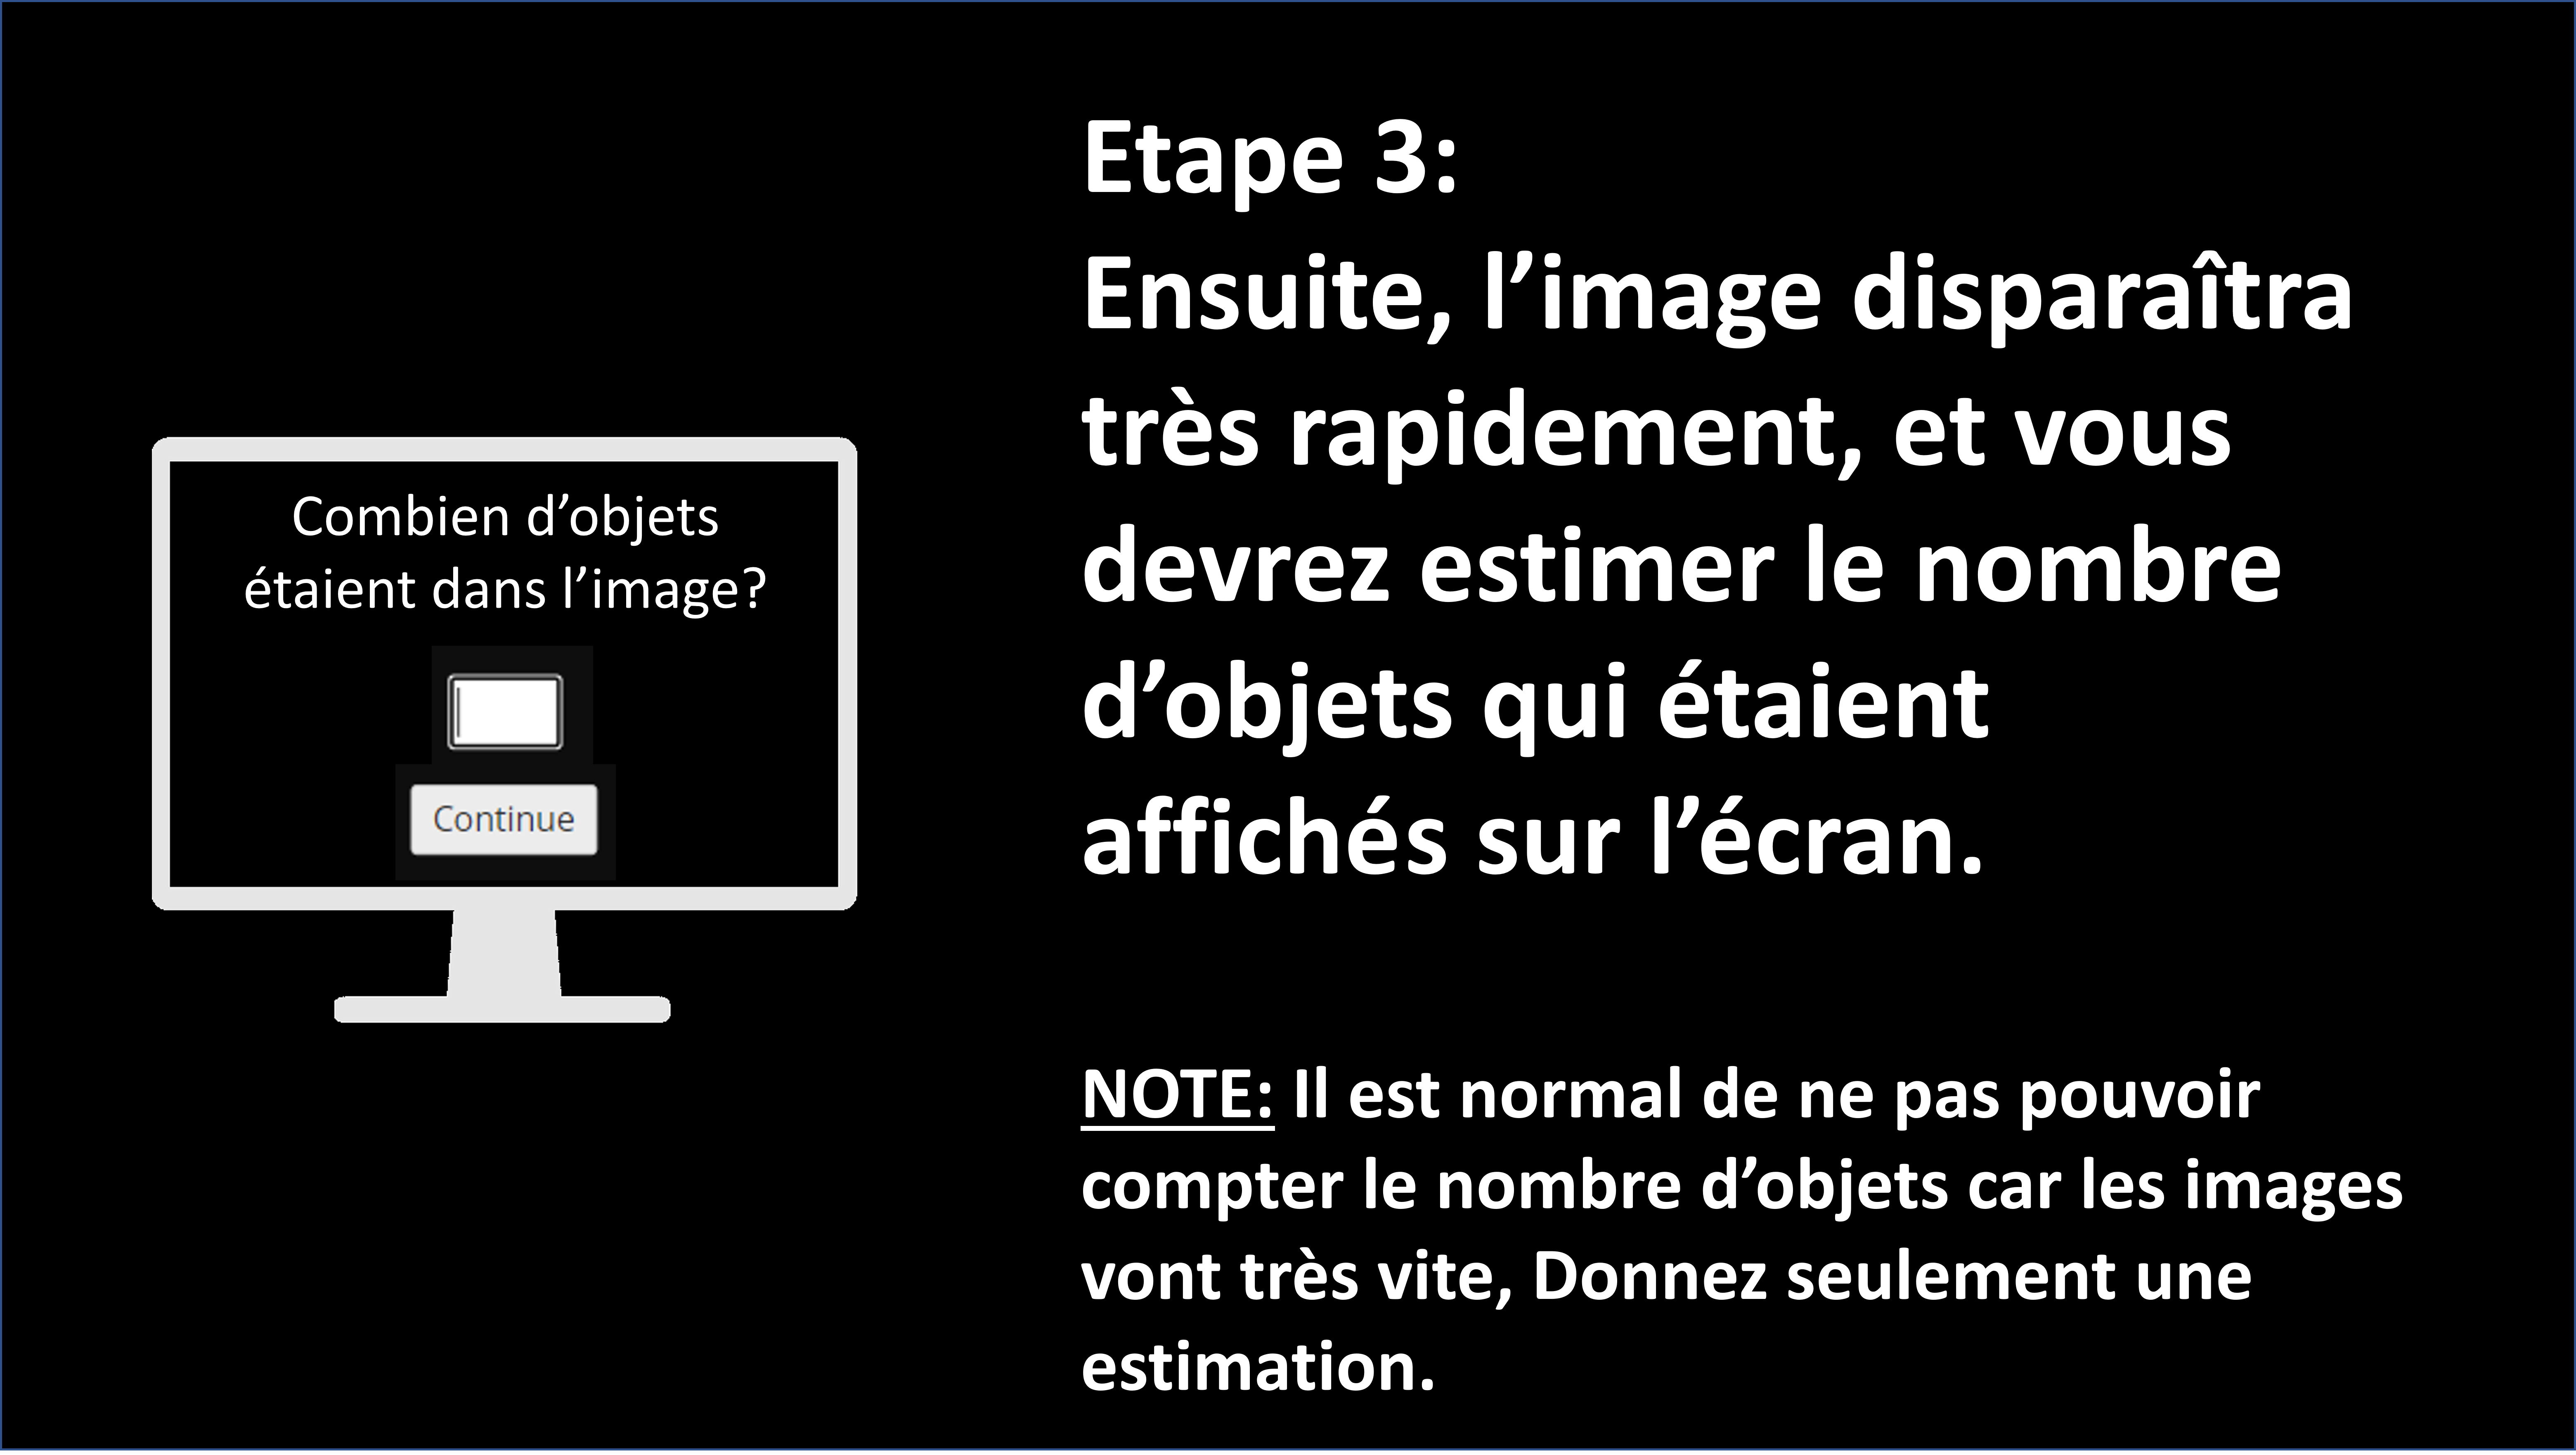 Combien d’objets
étaient dans l’image?
Continue
Etape 3:
Ensuite, l’image disparaîtra
très rapidement, et vous
devrez estimer le nombre
d’objets qui étaient
affichés sur l’écran.
NOTE: Il est normal de ne pas pouvoir
compter le nombre d’objets car les images
vont très vite, Donnez seulement une
estimation.